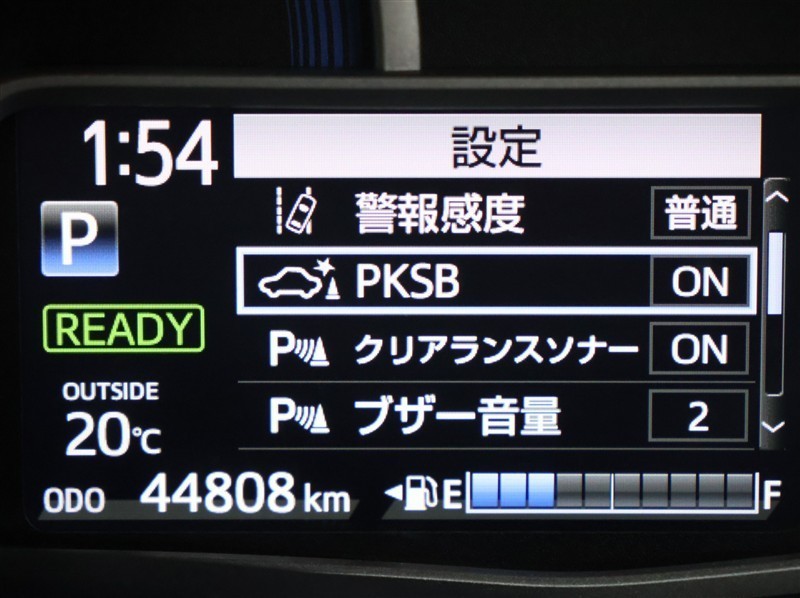 1:54
設定
P
警報感度 普通
PKSB ON
READY
P クリアランスソナー ON
OUTSIDE
20℃
P ブザー音量 2
ODO 44808 km
E F